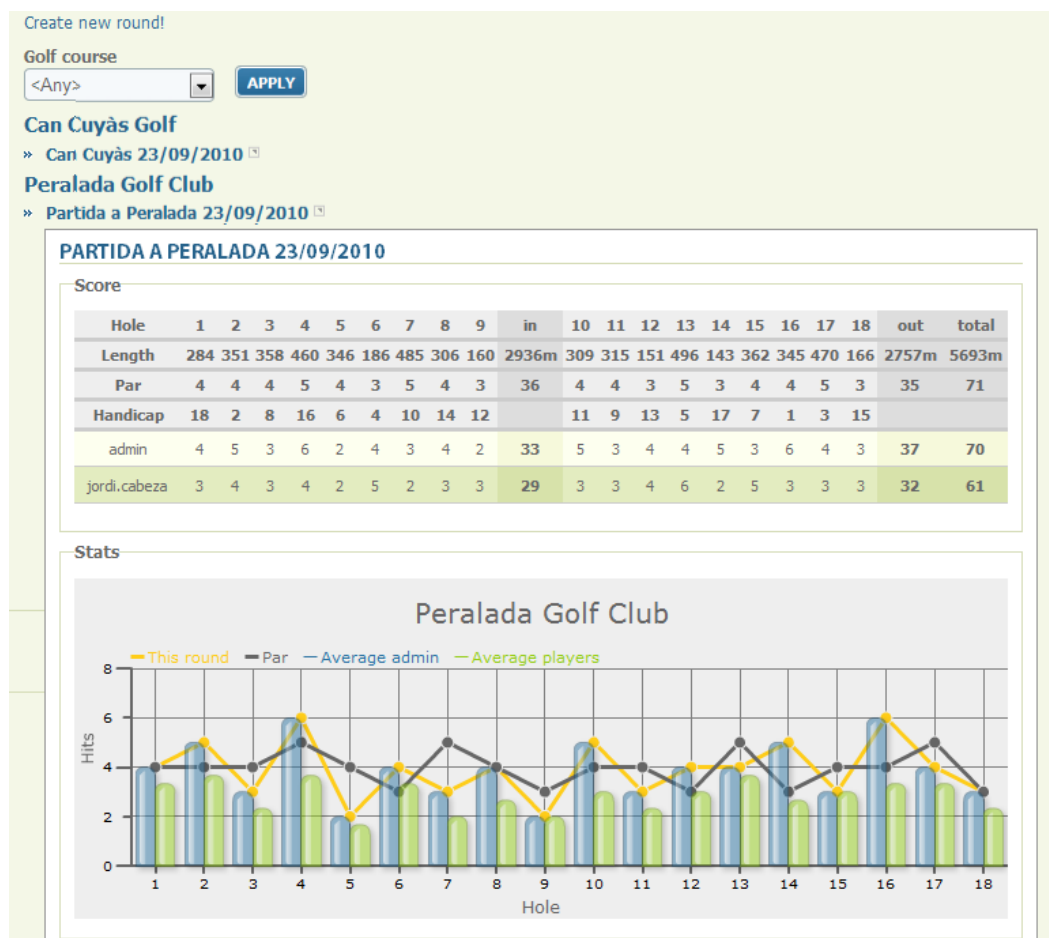 Create new round!
Golf course
<Any>
APPLY
Can Cuyàs Golf
» Can Cuyàs 23/09/2010
Peralada Golf Club
» Partida a Peralada 23/09/2010
PARTIDA A PERALADA 23/09/2010
Score
Hole 1 2 3 4 5 6 7 8 9 in 10 11 12 13 14 15 16 17 18 out total
Length 284 351 358 460 346 186 485 306 160 2936m 309 315 151 496 143 362 345 470 166 2757m 5693m
Par 4 4 4 5 4 3 5 4 3 36 4 4 3 5 3 4 4 5 3 35 71
Handicap 18 2 8 16 6 4 10 14 12 11 9 13 5 17 7 1 3 15
admin 4 5 3 6 2 4 3 4 2 33 5 3 4 4 5 3 6 4 3 37 70
jordi.cabeza 3 4 3 4 2 5 2 3 3 29 3 3 4 6 2 5 3 3 3 32 61
Stats
Peralada Golf Club
This round Par Average admin Average players
8
6
4
2
0
Hits
1 2 3 4 5 6 7 8 9 10 11 12 13 14 15 16 17 18
Hole